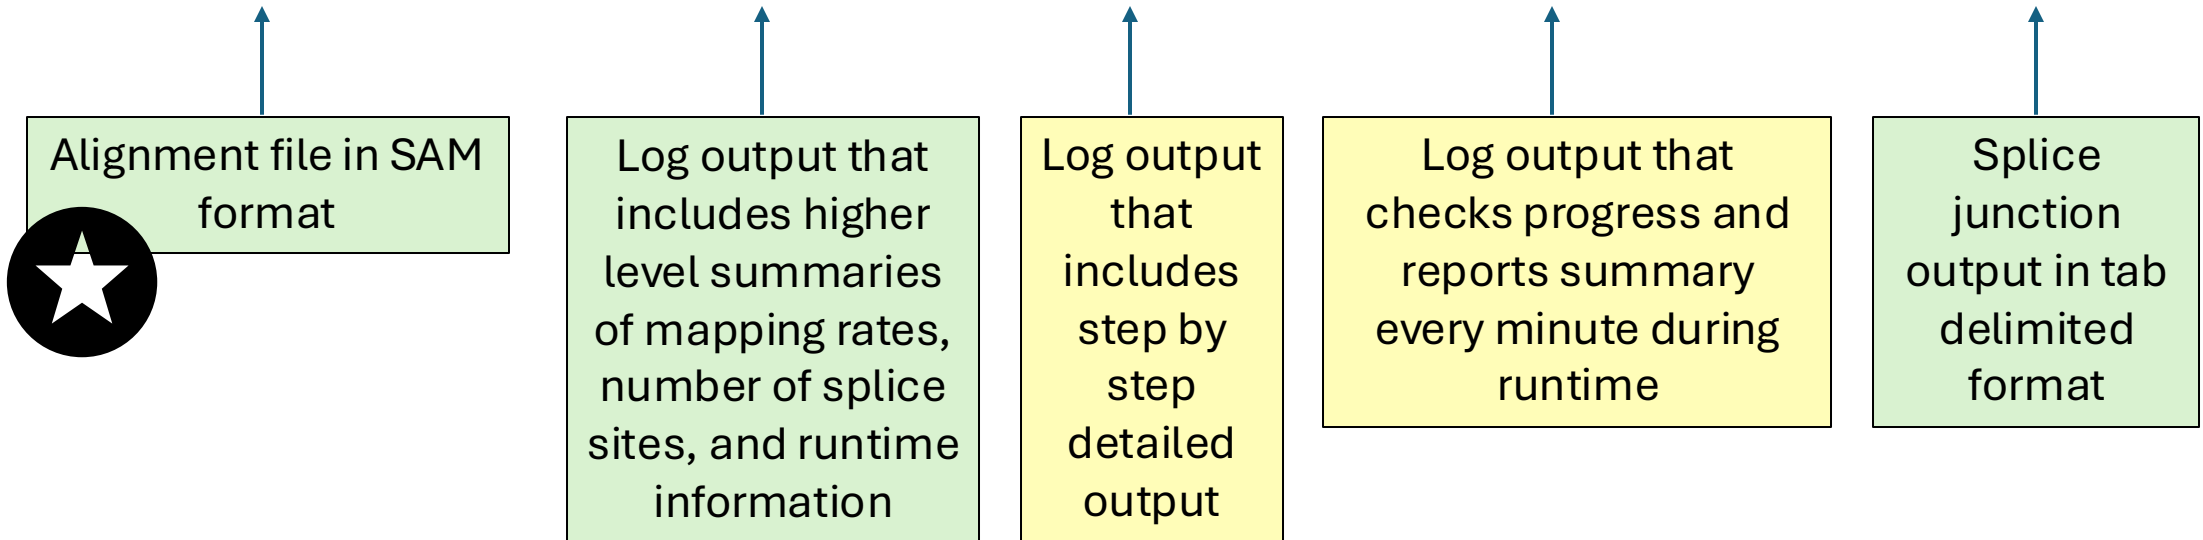 Alignment file in SAM
format
Log output that
includes higher
level summaries
of mapping rates,
number of splice
sites, and runtime
information
Log output
that
includes
step by
step
detailed
output
Log output that
checks progress and
reports summary
every minute during
runtime
Splice
junction
output in tab
delimited
format